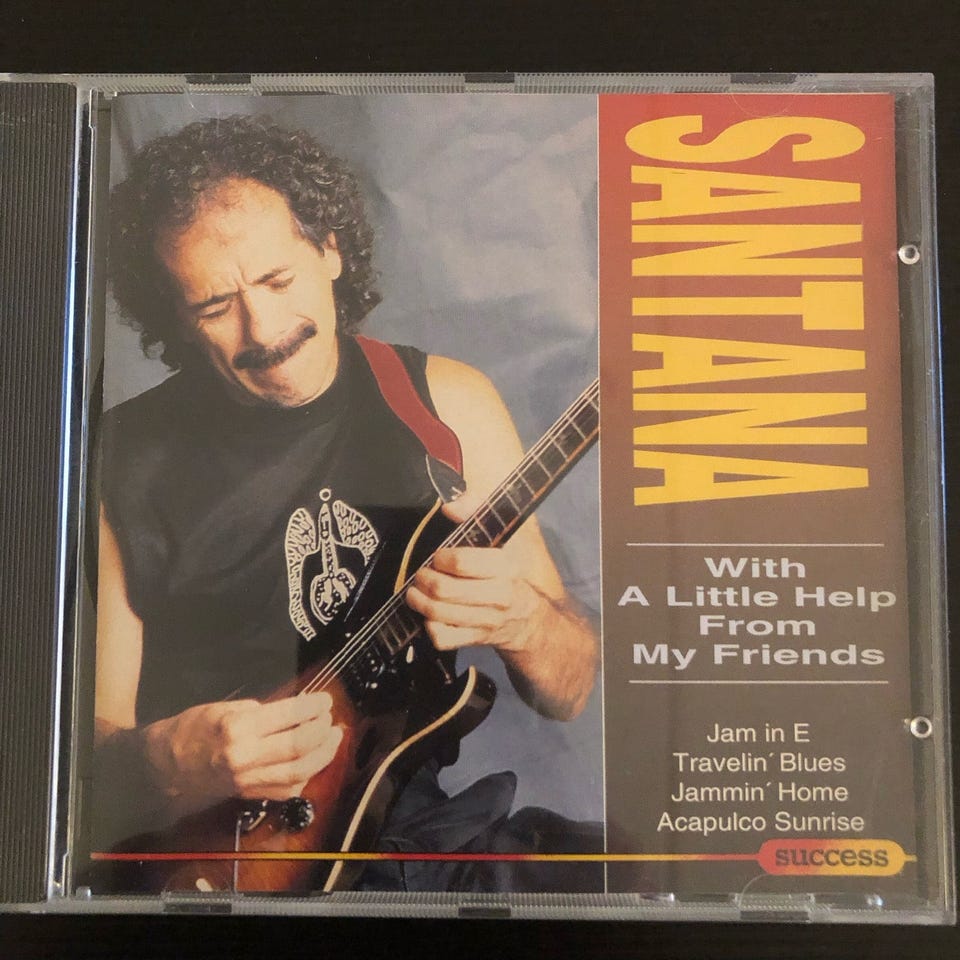 SANTANA
With
A Little Help
From
My Friends
Jam in E
Travelin´ Blues
Jammin´ Home
Acapulco Sunrise
success